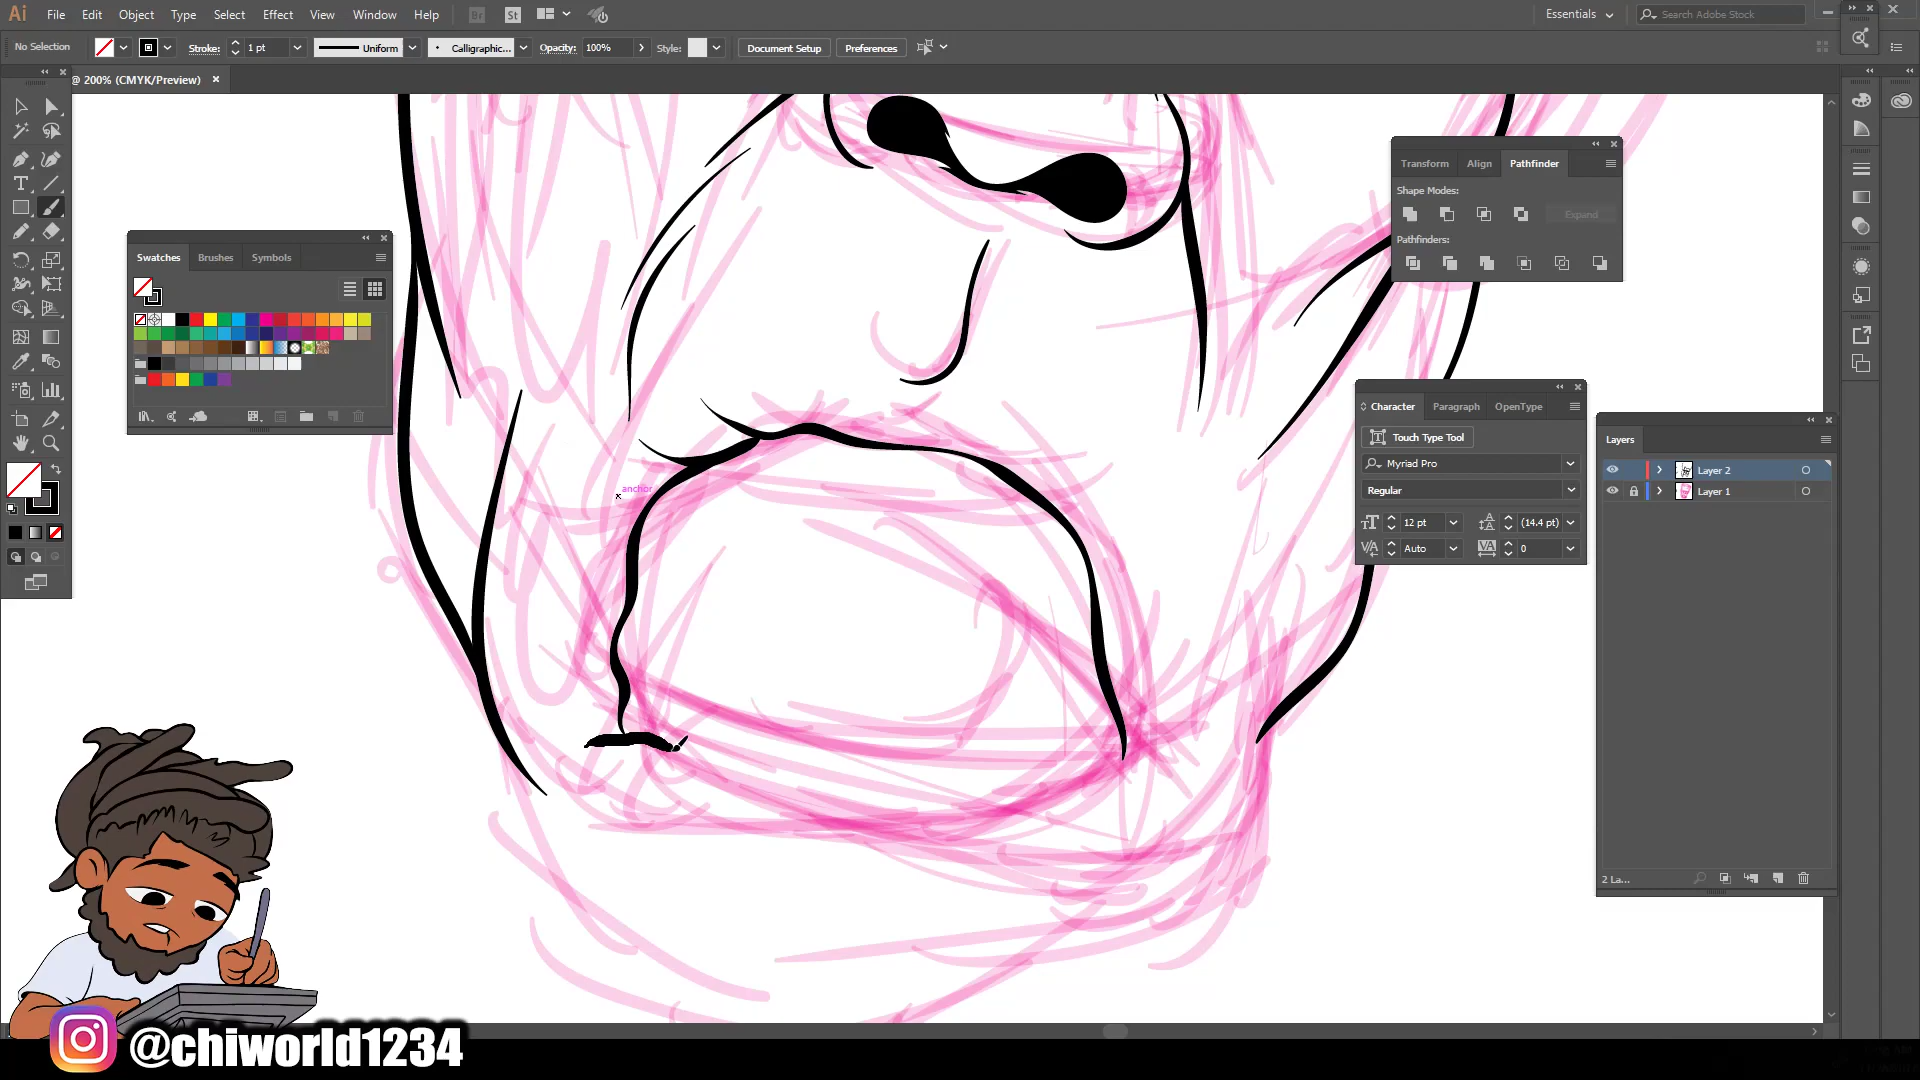 Ai File Edit Object Type Select Effect View Window Help Br St Essentials Search Adobe Stock
No Selection Stroke: 1 pt Uniform Calligraphic... Opacity: 100% Style: Document Setup Preferences
@ 200% (CMYK/Preview)
Transform Align Pathfinder
Shape Modes:
Expand
Pathfinders:
Swatches Brushes Symbols
Character Paragraph OpenType
Touch Type Tool
Myriad Pro
Regular
12 pt (14.4 pt)
Auto 0
Layers
Layer 2
Layer 1
2 La...
anchor
@chiworld1234